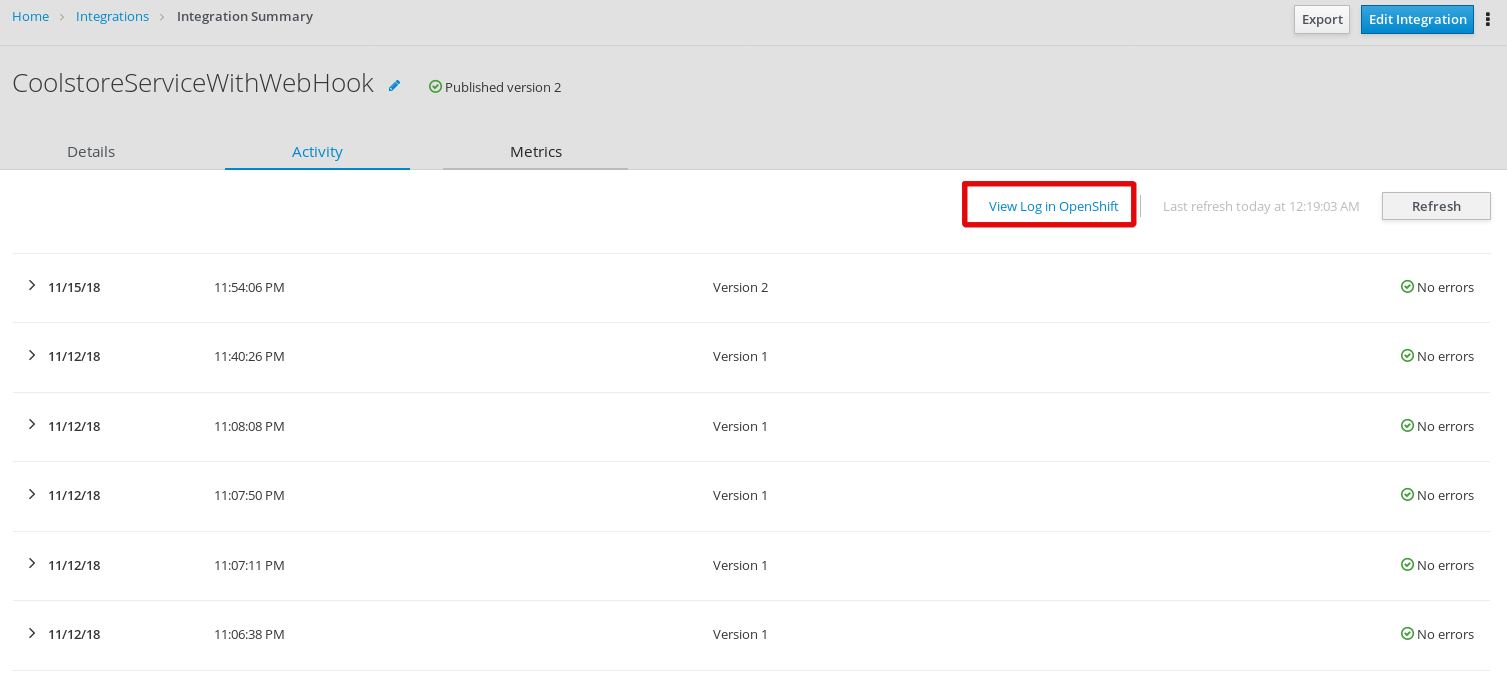 Home > Integrations > Integration Summary
Export
Edit Integration
CoolstoreServiceWithWebHook
Published version 2
Details
Activity
Metrics
View Log in OpenShift
Last refresh today at 12:19:03 AM
Refresh
11/15/18 11:54:06 PM Version 2 No errors
11/12/18 11:40:26 PM Version 1 No errors
11/12/18 11:08:08 PM Version 1 No errors
11/12/18 11:07:50 PM Version 1 No errors
11/12/18 11:07:11 PM Version 1 No errors
11/12/18 11:06:38 PM Version 1 No errors